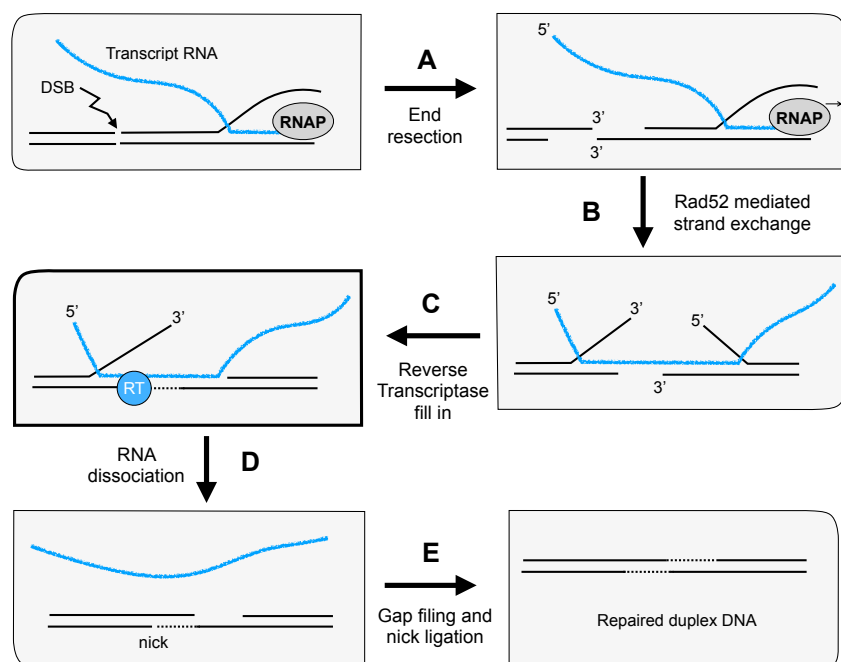 Transcript RNA
DSB
RNAP
A
End
resection
5’
3’
3’
RNAP
B
Rad52 mediated
strand exchange
5’
3’
RT
C
Reverse
Transcriptase
fill in
5’
3’
5’
3’
RNA
dissociation
D
nick
E
Gap filing and
nick ligation
Repaired duplex DNA